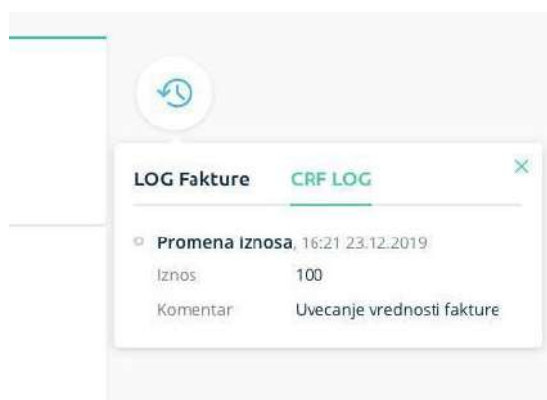 LOG Fakture CRF LOG
Promena iznosa, 16:21 23.12.2019
Iznos 100
Komentar Uvecanje vrednosti fakture